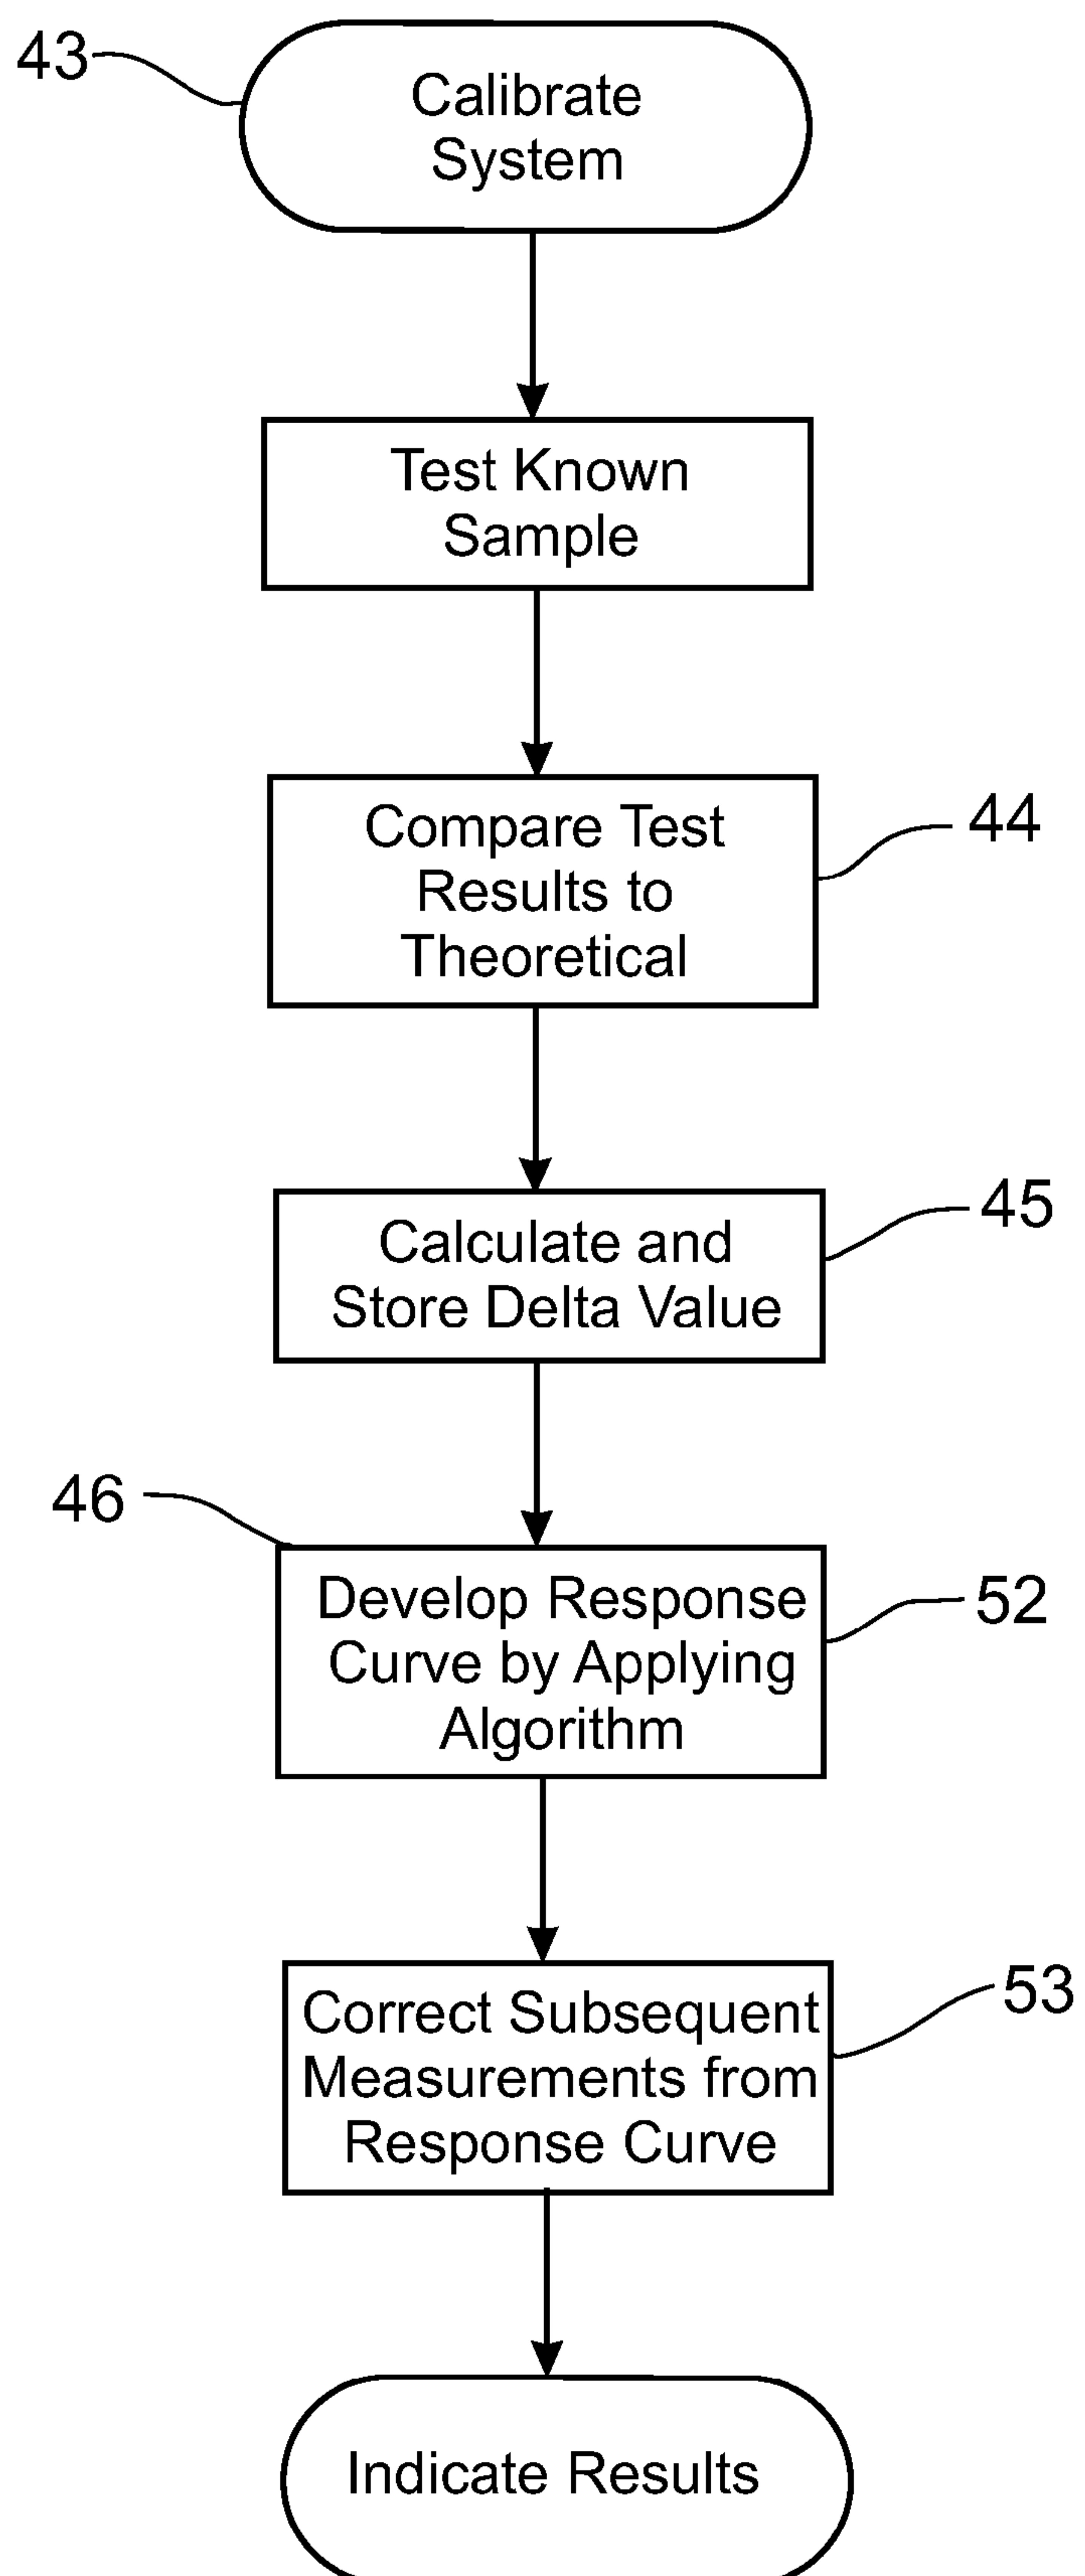 43
Calibrate
System
Test Known
Sample
Compare Test
Results to
Theoretical
44
Calculate and
Store Delta Value
45
46
Develop Response
Curve by Applying
Algorithm
52
Correct Subsequent
Measurements from
Response Curve
53
Indicate Results